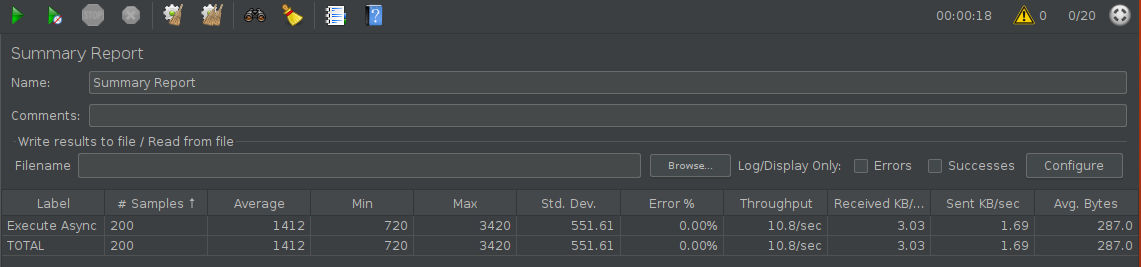 STOP
00:00:18 0 0/20
Summary Report
Name: Summary Report
Comments:
Write results to file / Read from file
Filename Browse... Log/Display Only: Errors Successes Configure
Label # Samples ↑ Average Min Max Std. Dev. Error % Throughput Received KB/... Sent KB/sec Avg. Bytes
Execute Async 200 1412 720 3420 551.61 0.00% 10.8/sec 3.03 1.69 287.0
TOTAL 200 1412 720 3420 551.61 0.00% 10.8/sec 3.03 1.69 287.0